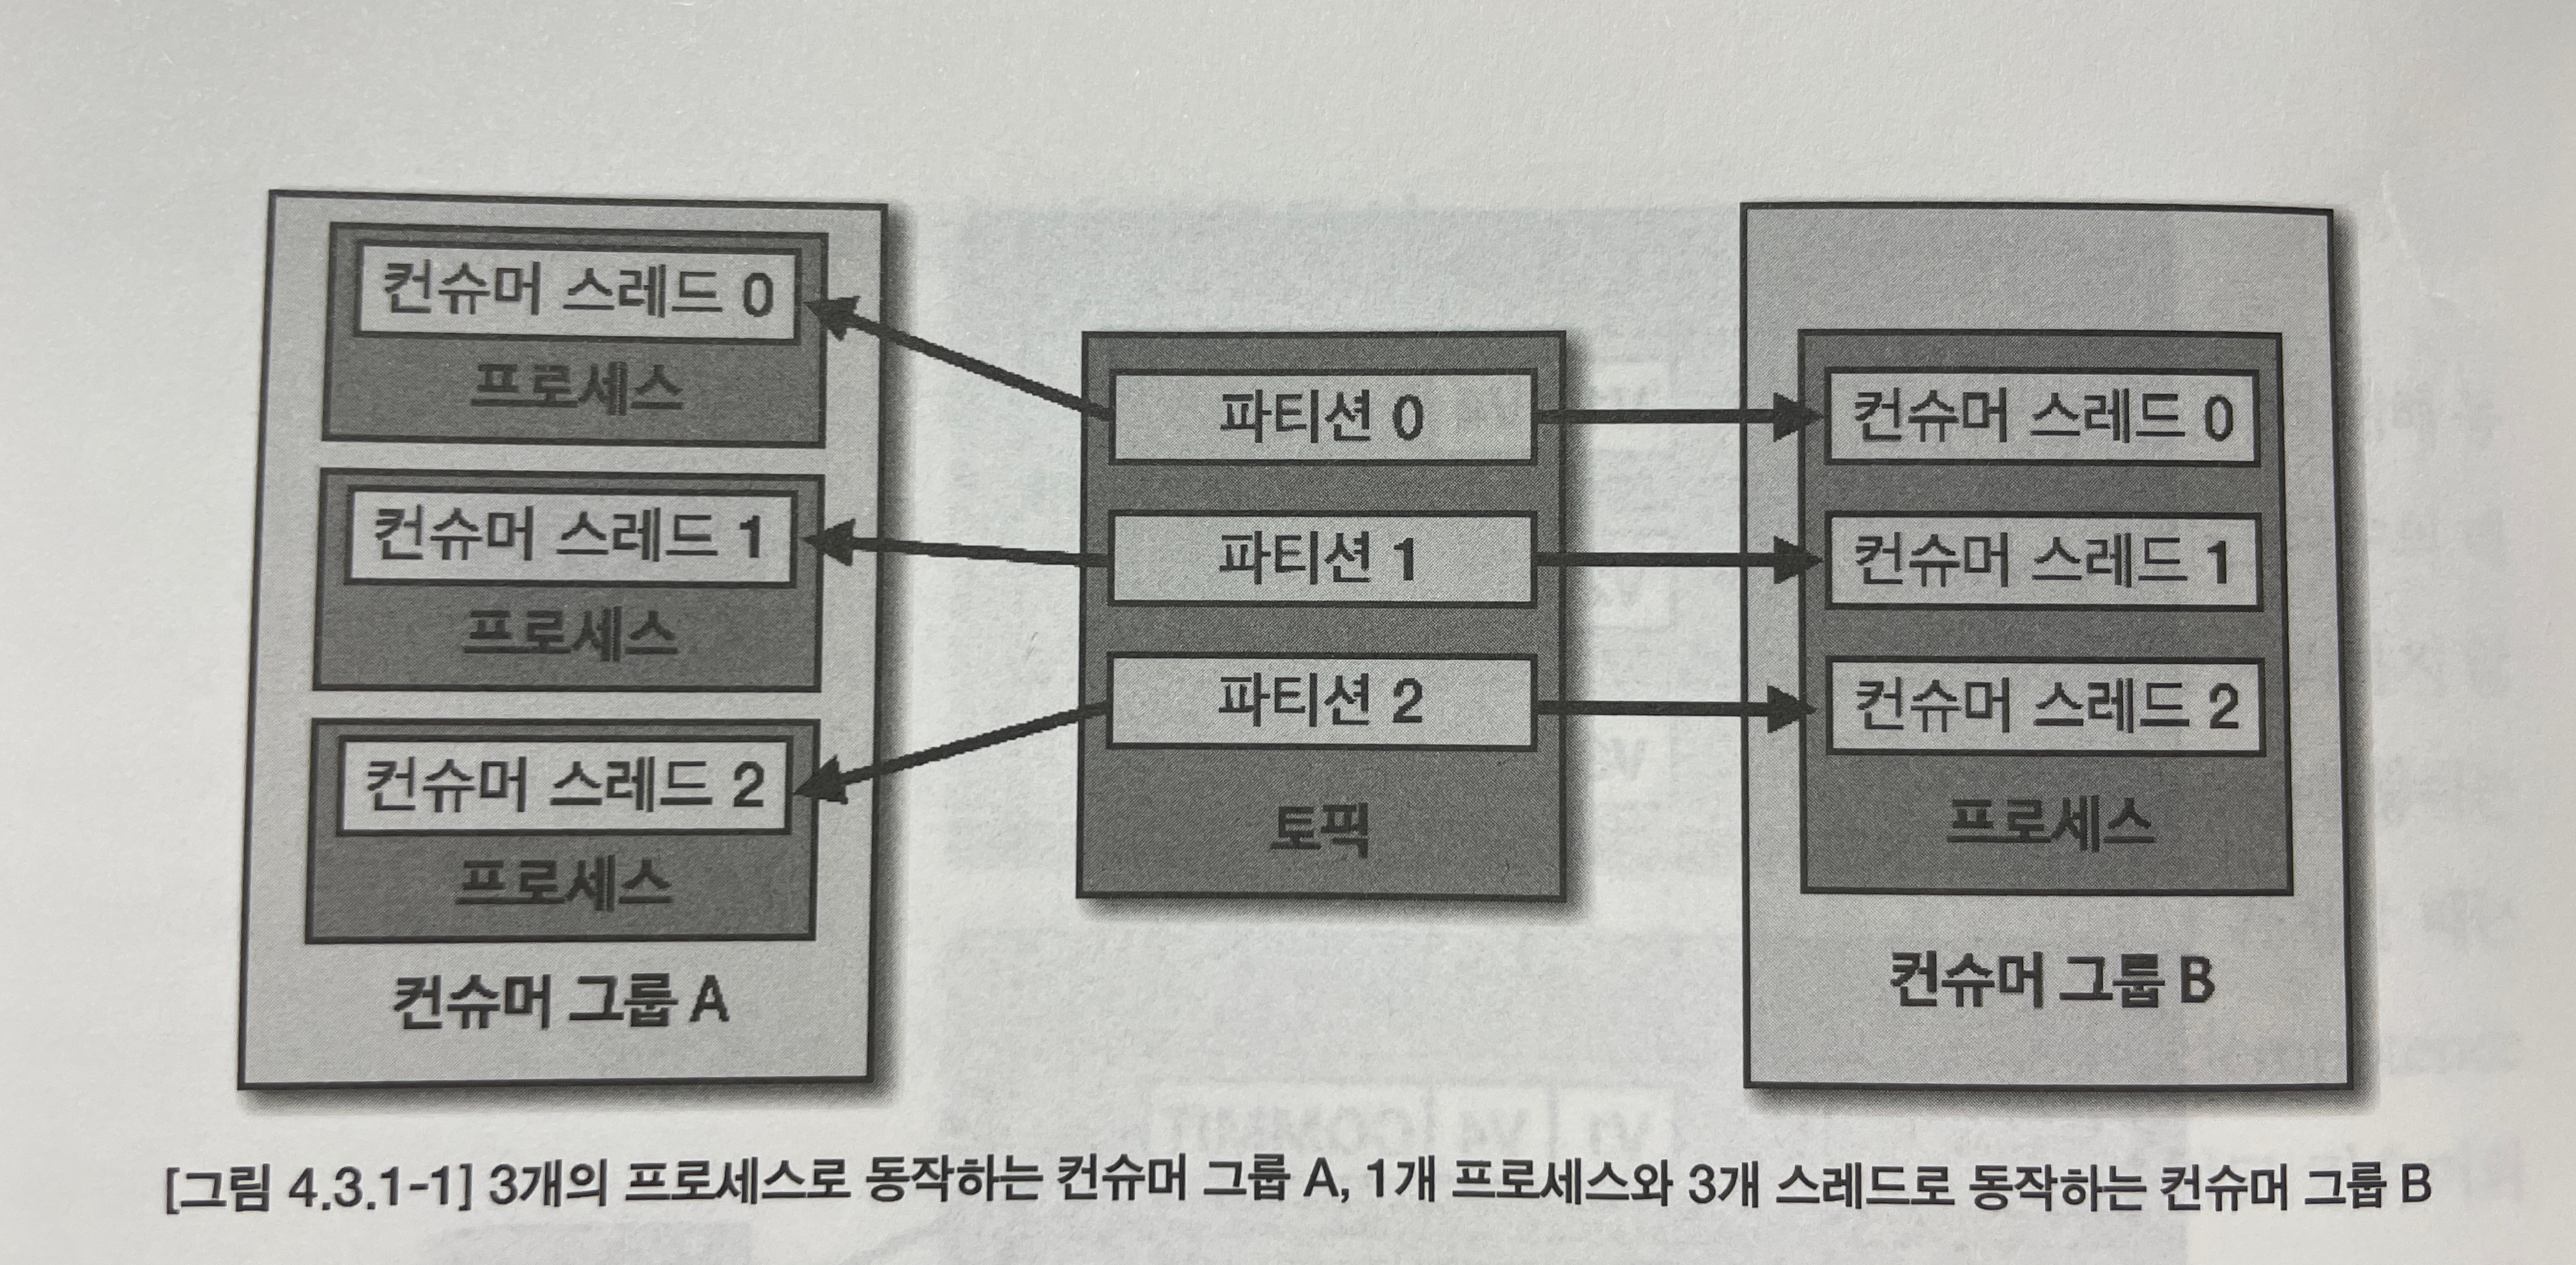 컨슈머 스레드 0
프로세스
컨슈머 스레드 1
프로세스
컨슈머 스레드 2
프로세스
컨슈머 그룹 A
파티션 0
파티션 1
파티션 2
토픽
컨슈머 스레드 0
컨슈머 스레드 1
컨슈머 스레드 2
프로세스
컨슈머 그룹 B
[그림 4.3.1-1] 3개의 프로세스로 동작하는 컨슈머 그룹 A, 1개 프로세스와 3개 스레드로 동작하는 컨슈머 그룹 B